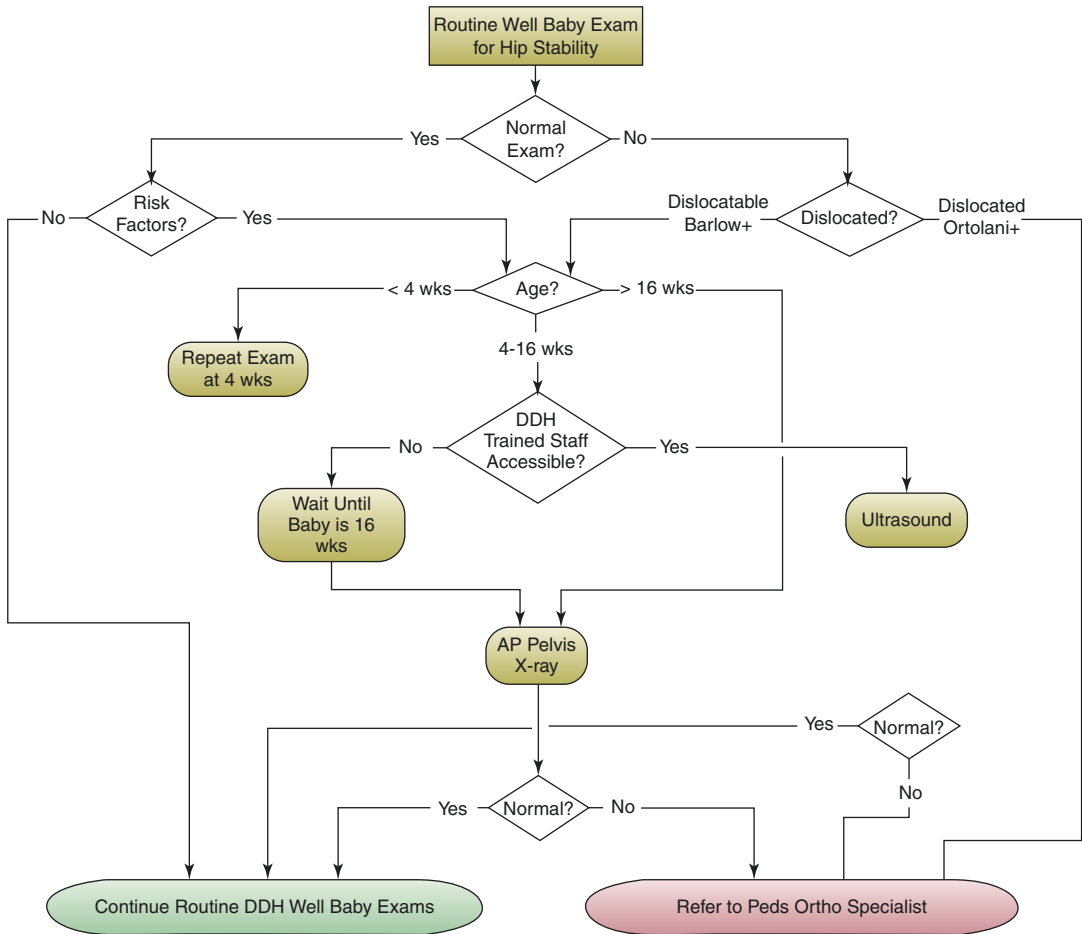 Routine Well Baby Exam
for Hip Stability
Normal
Exam?
Yes
No
Risk
Factors?
No
Yes
Dislocated?
Dislocatable
Barlow+
Dislocated
Ortolani+
Age?
< 4 wks
> 16 wks
4-16 wks
Repeat Exam
at 4 wks
DDH
Trained Staff
Accessible?
No
Yes
Wait Until
Baby is 16
wks
Ultrasound
AP Pelvis
X-ray
Normal?
Yes
No
Normal?
Yes
No
Continue Routine DDH Well Baby Exams
Refer to Peds Ortho Specialist